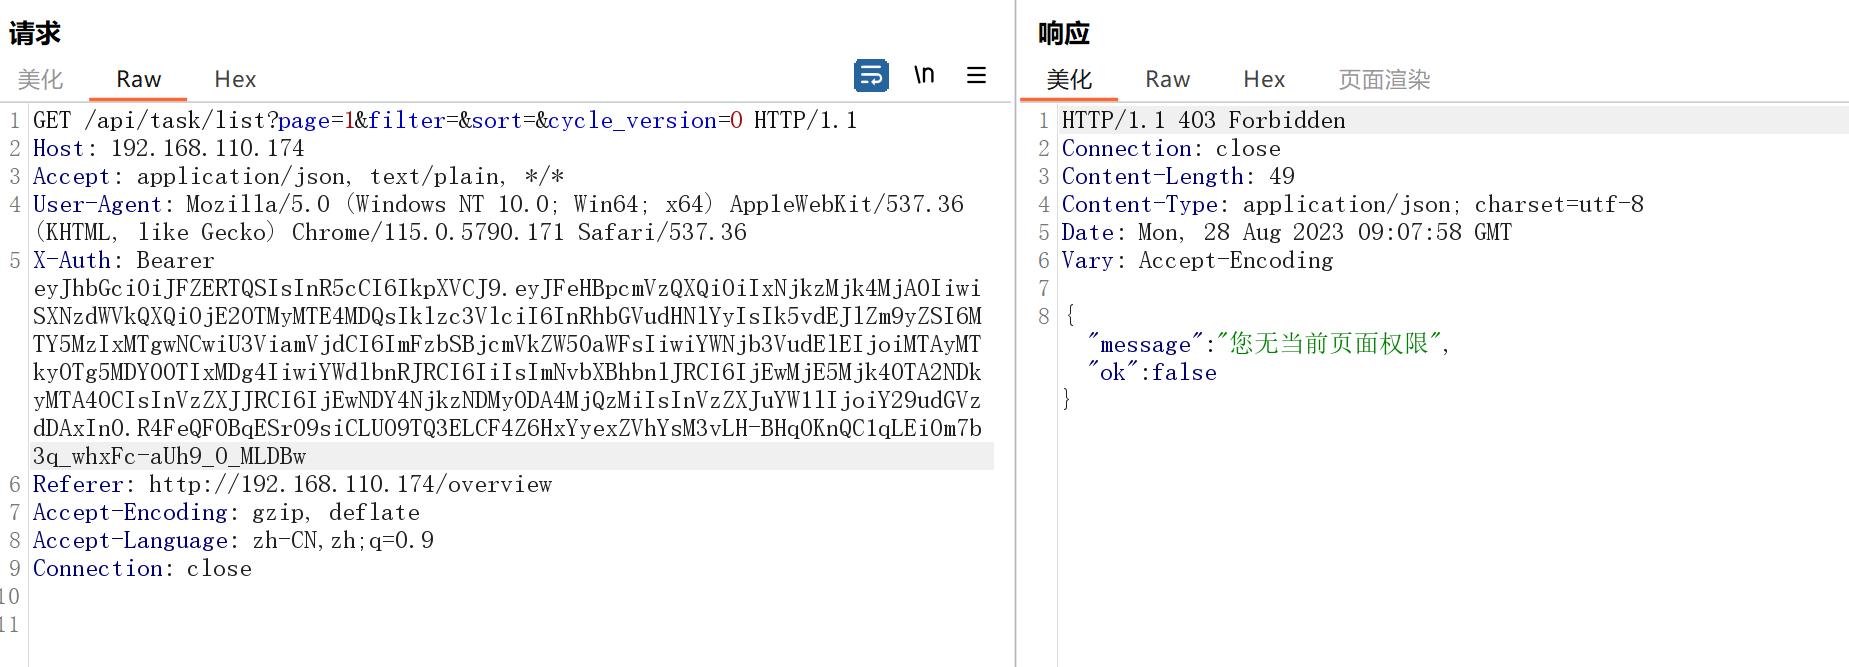 请求
美化 Raw Hex \n
1 GET /api/task/list?page=1&filter=&sort=&cycle_version=0 HTTP/1.1
2 Host: 192.168.110.174
3 Accept: application/json, text/plain, */*
4 User-Agent: Mozilla/5.0 (Windows NT 10.0; Win64; x64) AppleWebKit/537.36
(KHTML, like Gecko) Chrome/115.0.5790.171 Safari/537.36
5 X-Auth: Bearer
eyJhbGciOiJFZERTQSIsInR5cCI6IkpXVCJ9.eyJFeHBpcmVzQXQiOiIxNjkzMjk4MjA0Iiwi
SXNzdWVkQXQiOjE2OTMyMTE4MDQsIklzc3VlciI6InRhbGVudHNlYyIsIk5vdEJlZm9yZSI6M
TY5MzIxMTgwNCwiU3ViamVjdCI6ImFzbSBjcmVkZW50aWFsIiwiYWNjb3VudElEIjoiMTAyMT
kyOTg5MDY0OTIxMDg4IiwiYWdlbnRJRCI6IiIsImNvbXBhbnlJRCI6IjEwMjE5Mjk4OTA2NDk
yMTA4OCIsInVzZXJJRCI6IjEwNDY4NjkzNDMyODA4MjQzMiIsInVzZXJuYW1lIjoiY29udGVz
dDAxIn0.R4FeQF0BqESr09siCLU09TQ3ELCF4Z6HxYyexZVhYsM3vLH-BHq0KnQC1qLEiOm7b
3q_whxFc-aUh9_0_MLDBw
6 Referer: http://192.168.110.174/overview
7 Accept-Encoding: gzip, deflate
8 Accept-Language: zh-CN,zh;q=0.9
9 Connection: close
10
11
响应
美化 Raw Hex 页面渲染
1 HTTP/1.1 403 Forbidden
2 Connection: close
3 Content-Length: 49
4 Content-Type: application/json; charset=utf-8
5 Date: Mon, 28 Aug 2023 09:07:58 GMT
6 Vary: Accept-Encoding
7
8 {
"message":"您无当前页面权限",
"ok":false
}